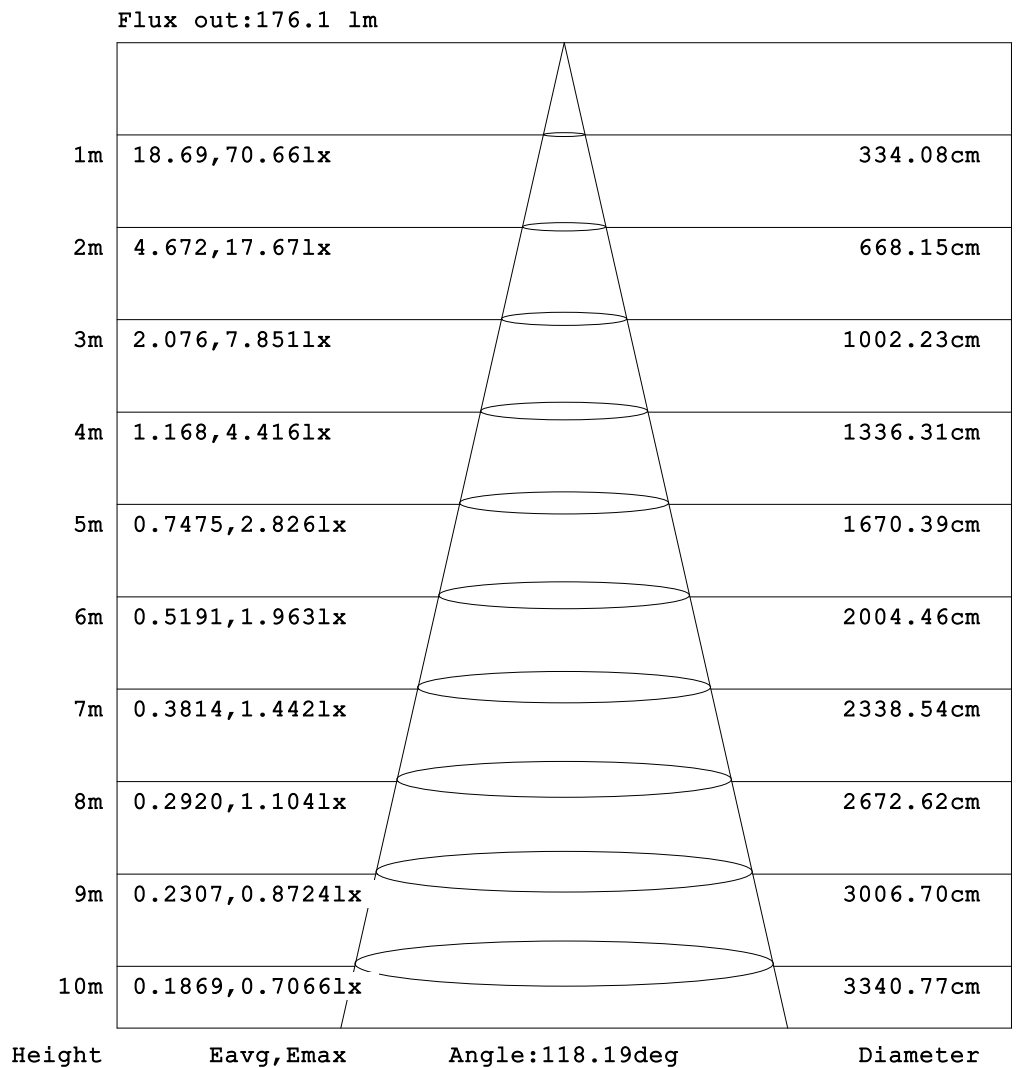 Flux out:176.1 lm
1m 18.69,70.66lx 334.08cm
2m 4.672,17.67lx 668.15cm
3m 2.076,7.851lx 1002.23cm
4m 1.168,4.416lx 1336.31cm
5m 0.7475,2.826lx 1670.39cm
6m 0.5191,1.963lx 2004.46cm
7m 0.3814,1.442lx 2338.54cm
8m 0.2920,1.104lx 2672.62cm
9m 0.2307,0.8724lx 3006.70cm
10m 0.1869,0.7066lx 3340.77cm
Height Eavg,Emax Angle:118.19deg Diameter